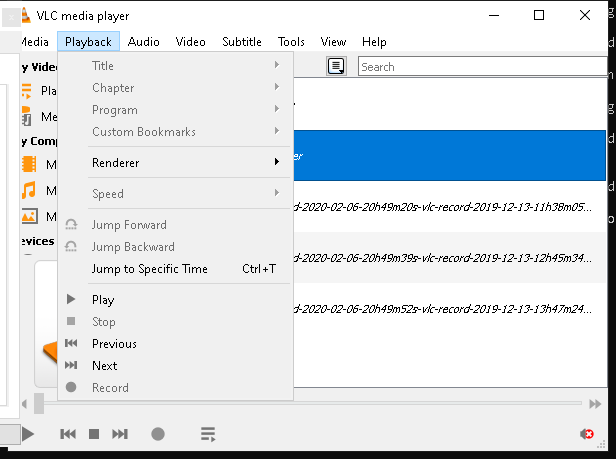 VLC media player
Media Playback Audio Video Subtitle Tools View Help
y Vide
Title
Search
Pla
Chapter
Me
Program
y Comp
Custom Bookmarks
M
Renderer
er
M
Speed
M
d-2020-02-06-20h49m20s-vlc-record-2019-12-13-11h38m05...
Jump Forward
evices
Jump Backward
d-2020-02-06-20h49m39s-vlc-record-2019-12-13-12h45m34...
Jump to Specific Time Ctrl+T
Play
d-2020-02-06-20h49m52s-vlc-record-2019-12-13-13h47m24...
Stop
Previous
Next
Record